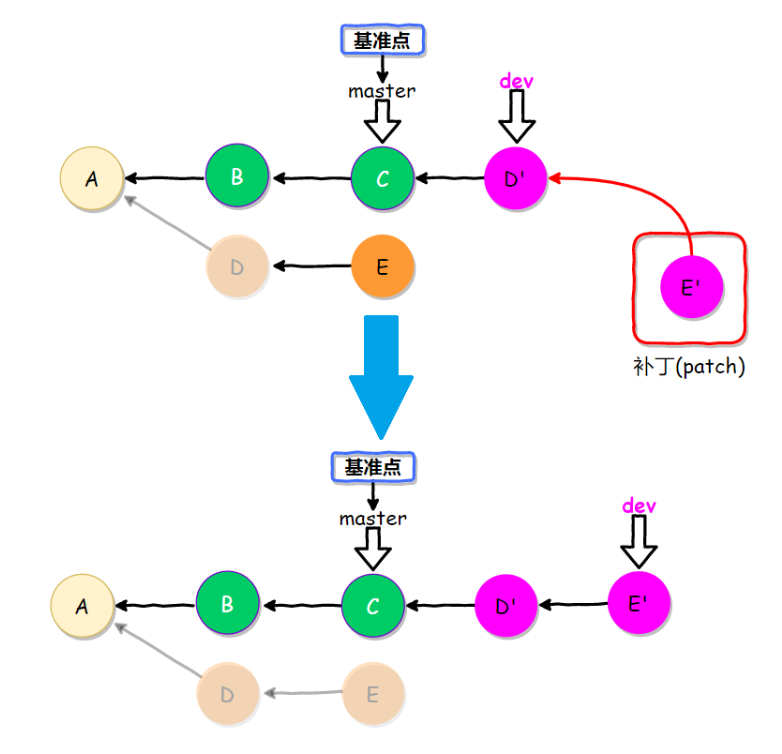 基准点
master
dev
A
B
C
D'
D
E
E'
补丁(patch)
基准点
master
dev
A
B
C
D'
E'
D
E